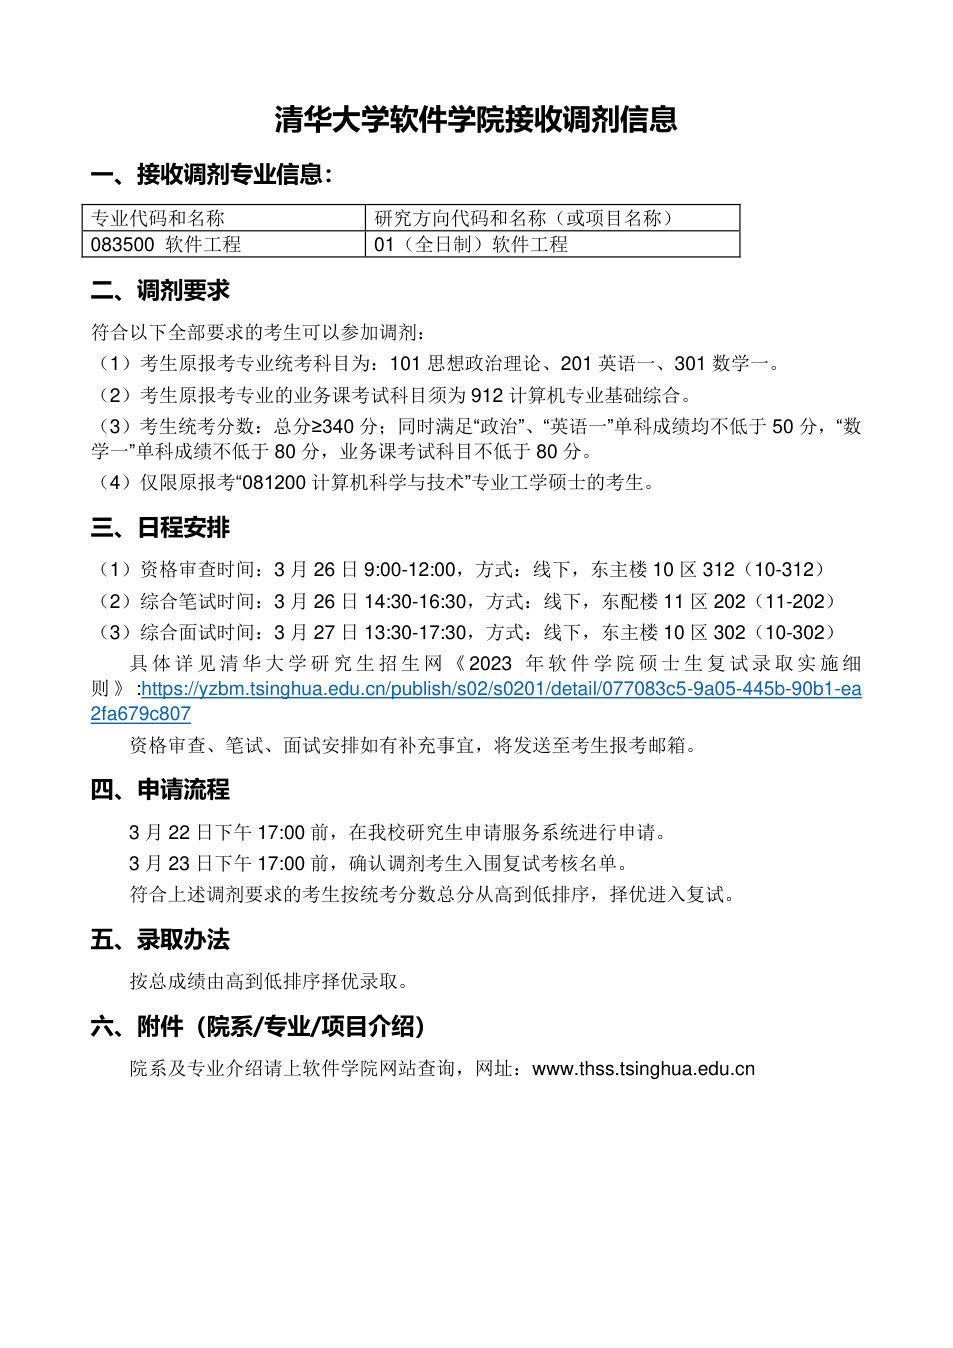 清华大学软件学院接收调剂信息
一、接收调剂专业信息：
专业代码和名称 研究方向代码和名称（或项目名称）
083500 软件工程 01（全日制）软件工程
二、调剂要求
符合以下全部要求的考生可以参加调剂：
（1）考生原报考专业统考科目为：101 思想政治理论、201 英语一、301 数学一。
（2）考生原报考专业的业务课考试科目须为 912 计算机专业基础综合。
（3）考生统考分数：总分≥340 分；同时满足“政治”、“英语一”单科成绩均不低于 50 分，“数
学一”单科成绩不低于 80 分，业务课考试科目不低于 80 分。
（4）仅限原报考“081200 计算机科学与技术”专业工学硕士的考生。
三、日程安排
（1）资格审查时间：3 月 26 日 9:00-12:00，方式：线下，东主楼 10 区 312（10-312）
（2）综合笔试时间：3 月 26 日 14:30-16:30，方式：线下，东配楼 11 区 202（11-202）
（3）综合面试时间：3 月 27 日 13:30-17:30，方式：线下，东主楼 10 区 302（10-302）
具体详见清华大学研究生招生网《2023 年软件学院硕士生复试录取实施细
则》:https://yzbm.tsinghua.edu.cn/publish/s02/s0201/detail/077083c5-9a05-445b-90b1-ea
2fa679c807
资格审查、笔试、面试安排如有补充事宜，将发送至考生报考邮箱。
四、申请流程
3 月 22 日下午 17:00 前，在我校研究生申请服务系统进行申请。
3 月 23 日下午 17:00 前，确认调剂考生入围复试考核名单。
符合上述调剂要求的考生按统考分数总分从高到低排序，择优进入复试。
五、录取办法
按总成绩由高到低排序择优录取。
六、附件（院系/专业/项目介绍）
院系及专业介绍请上软件学院网站查询，网址：www.thss.tsinghua.edu.cn